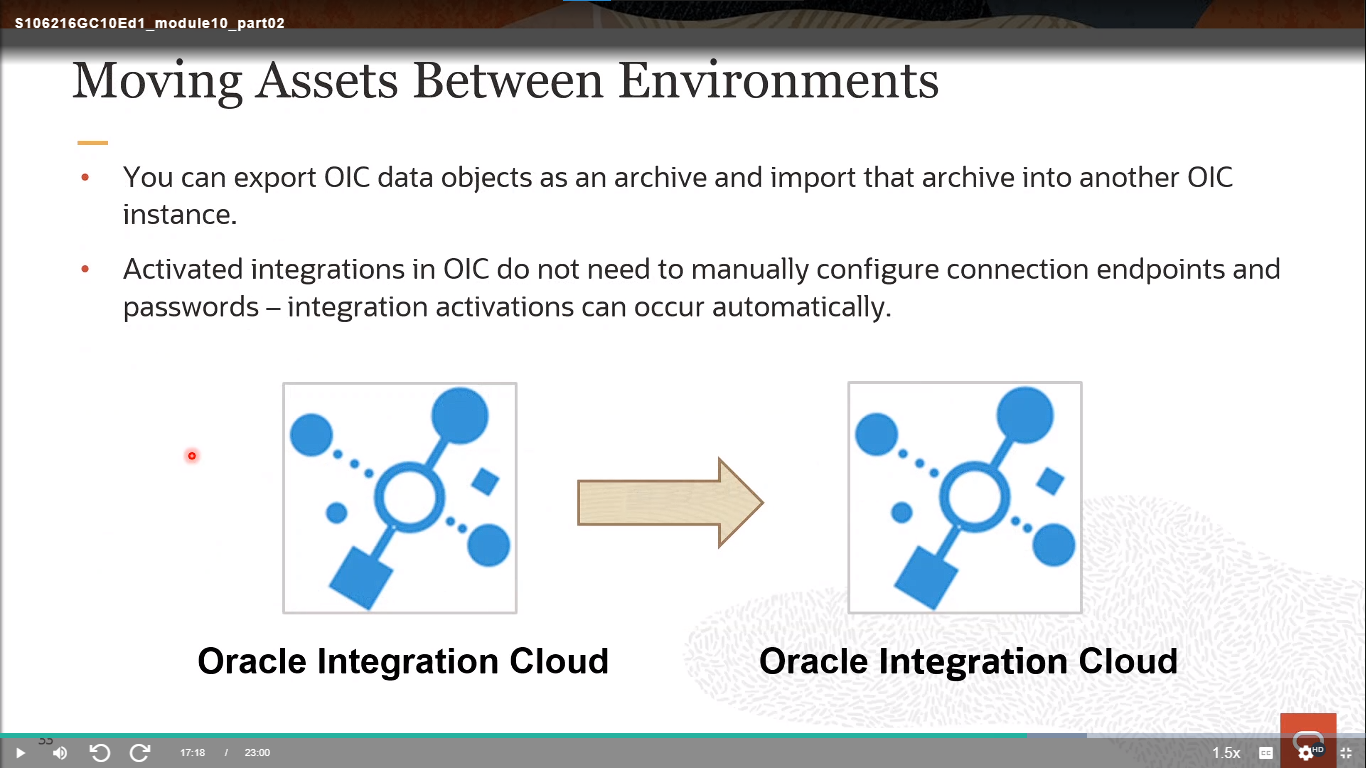 S106216GC10Ed1_module10_part02
Moving Assets Between Environments
• You can export OIC data objects as an archive and import that archive into another OIC
instance.
• Activated integrations in OIC do not need to manually configure connection endpoints and
passwords – integration activations can occur automatically.
Oracle Integration Cloud
Oracle Integration Cloud
17:18 / 23:00
1.5x
CC
HD